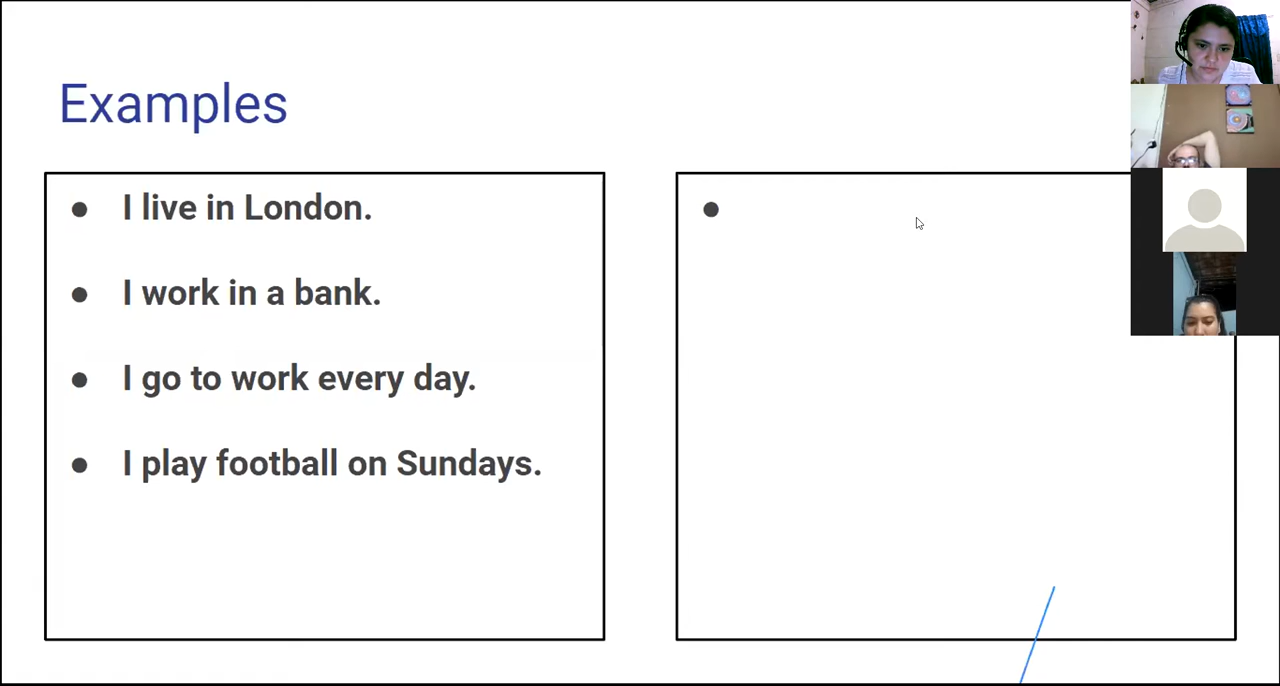 Examples
● I live in London.
● I work in a bank.
● I go to work every day.
● I play football on Sundays.
●